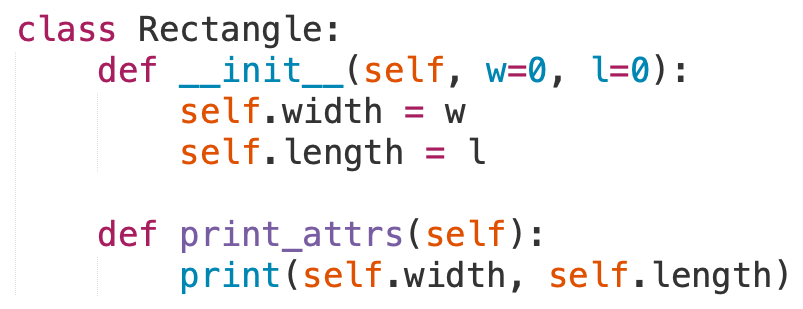 class Rectangle:
    def __init__(self, w=0, l=0):
        self.width = w
        self.length = l

    def print_attrs(self):
        print(self.width, self.length)